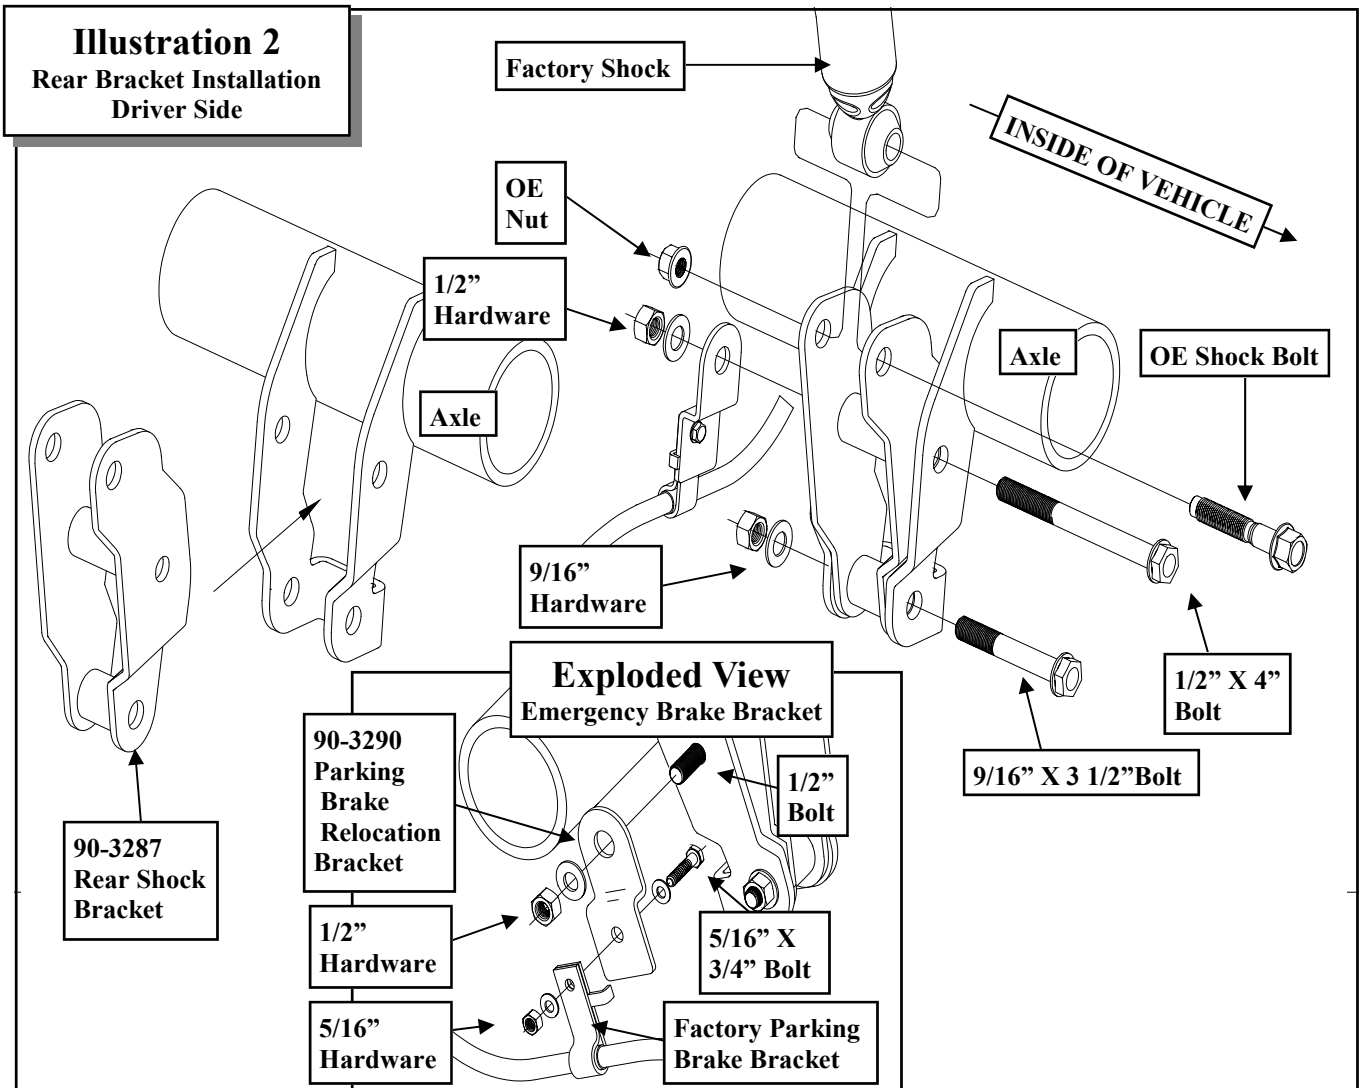 Illustration 2
Rear Bracket Installation
Driver Side
Factory Shock
INSIDE OF VEHICLE
OE
Nut
1/2”
Hardware
Axle
Axle
OE Shock Bolt
9/16”
Hardware
1/2” X 4”
Bolt
9/16” X 3 1/2”Bolt
90-3287
Rear Shock
Bracket
Exploded View
Emergency Brake Bracket
90-3290
Parking
Brake
Relocation
Bracket
1/2”
Bolt
1/2”
Hardware
5/16” X
3/4” Bolt
5/16”
Hardware
Factory Parking
Brake Bracket